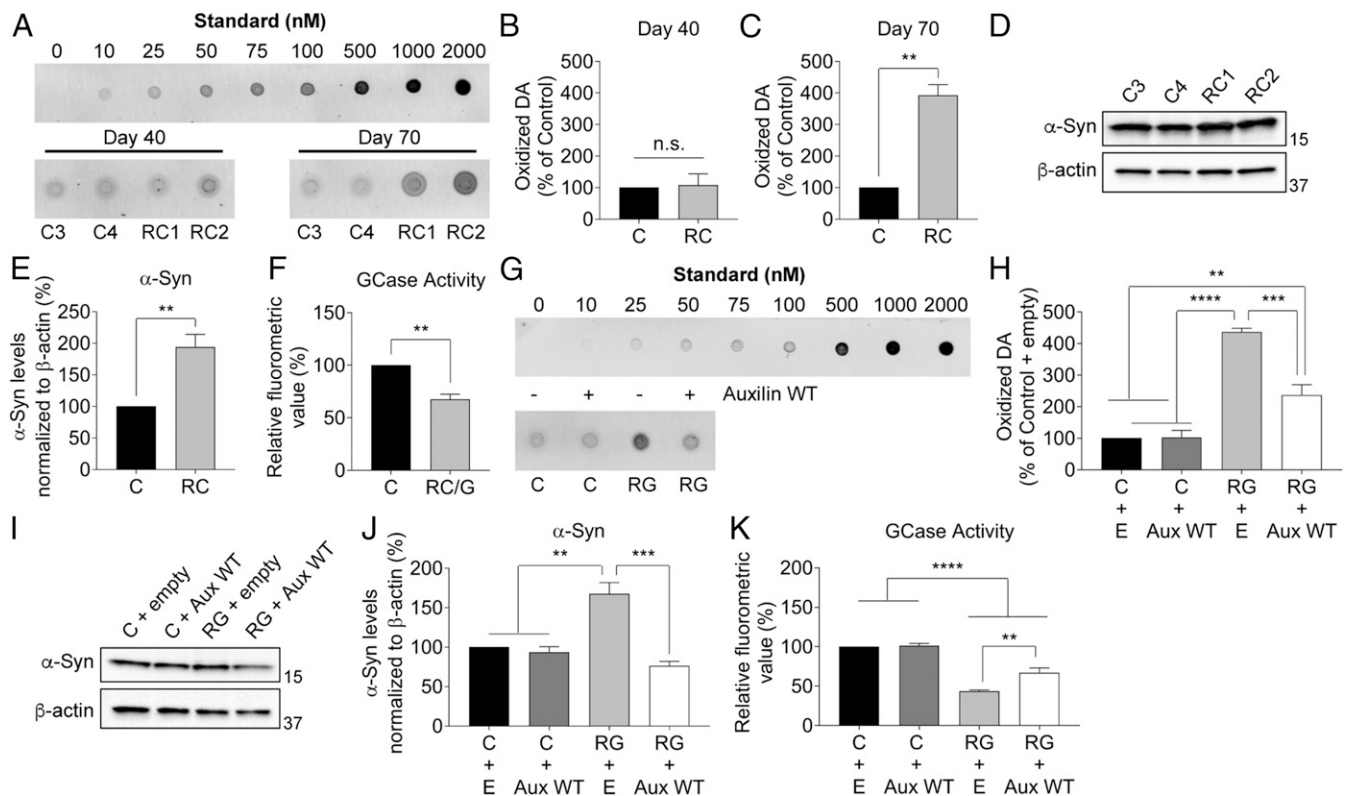 A
Standard (nM)
0 10 25 50 75 100 500 1000 2000
Day 40 Day 70
C3 C4 RC1 RC2 C3 C4 RC1 RC2
B
Day 40
Oxidized DA
(% of Control)
500
400
300
200
100
0
n.s.
C RC
C
Day 70
Oxidized DA
(% of Control)
500
400
300
200
100
0
**
C RC
D
C3 C4 RC1 RC2
α-Syn 15
β-actin 37
E
α-Syn
α-Syn levels
normalized to β-actin (%)
250
200
150
100
50
0
**
C RC
F
GCase Activity
Relative fluorometric
value (%)
150
125
100
75
50
25
0
**
C RC/G
G
Standard (nM)
0 10 25 50 75 100 500 1000 2000
- + - + Auxilin WT
C C RG RG
H
Oxidized DA
(% of Control + empty)
500
400
300
200
100
0
**
**** ***
C C RG RG
+ + + +
E Aux WT E Aux WT
I
C + empty
C + Aux WT
RG + empty
RG + Aux WT
α-Syn 15
β-actin 37
J
α-Syn
α-Syn levels
normalized to β-actin (%)
200
150
100
50
0
** ***
C C RG RG
+ + + +
E Aux WT E Aux WT
K
GCase Activity
Relative fluorometric
value (%)
200
150
100
50
0
****
**
C C RG RG
+ + + +
E Aux WT E Aux WT